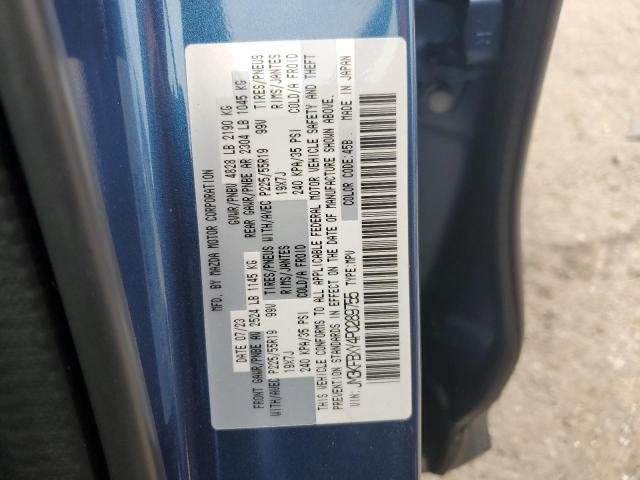 MFD. BY MAZDA MOTOR CORPORATION
DATE 07/23 GVWR/PNBV 4828 LB 2190 KG
FRONT GAWR/PNBE AV 2524 LB 1145 KG REAR GAWR/PNBE AR 2304 LB 1045 KG
WITH/AVEC P225/55R19 99V TIRES/PNEUS WITH/AVEC P225/55R19 99V TIRES/PNEUS
19X7J RIMS/JANTES 19X7J RIMS/JANTES
240 KPA/35 PSI COLD/A FROID 240 KPA/35 PSI COLD/A FROID
THIS VEHICLE CONFORMS TO ALL APPLICABLE FEDERAL MOTOR VEHICLE SAFETY AND THEFT
PREVENTION STANDARDS IN EFFECT ON THE DATE OF MANUFACTURE SHOWN ABOVE.
COLOR CODE:45B MADE IN JAPAN
VIN: JM3KFBXY4P0289755 TYPE:MPV